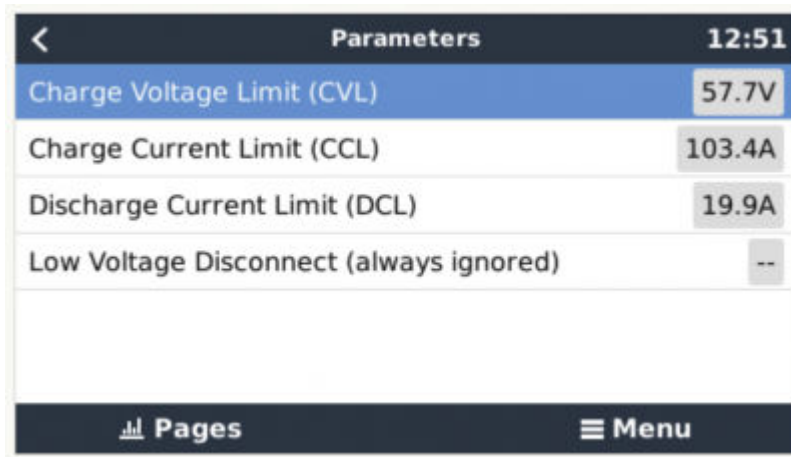 Parameters 12:51
Charge Voltage Limit (CVL) 57.7V
Charge Current Limit (CCL) 103.4A
Discharge Current Limit (DCL) 19.9A
Low Voltage Disconnect (always ignored) --
Pages Menu